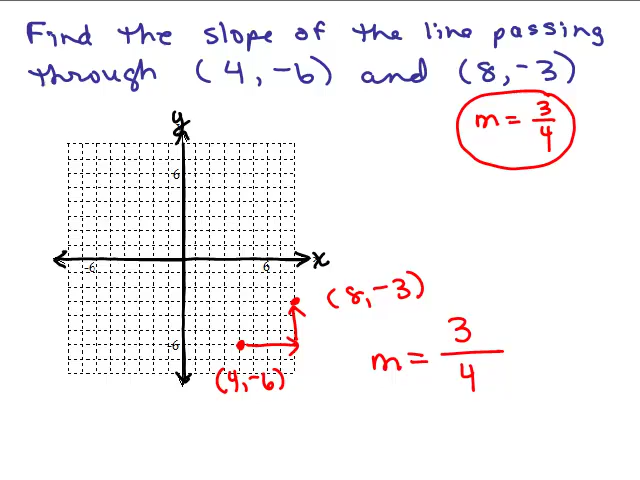 Find the slope of the line passing
through (4, -6) and (8, -3)
m = 3/4
y
6
-6
6
x
(8, -3)
-6
(4, -6)
m = 3/4